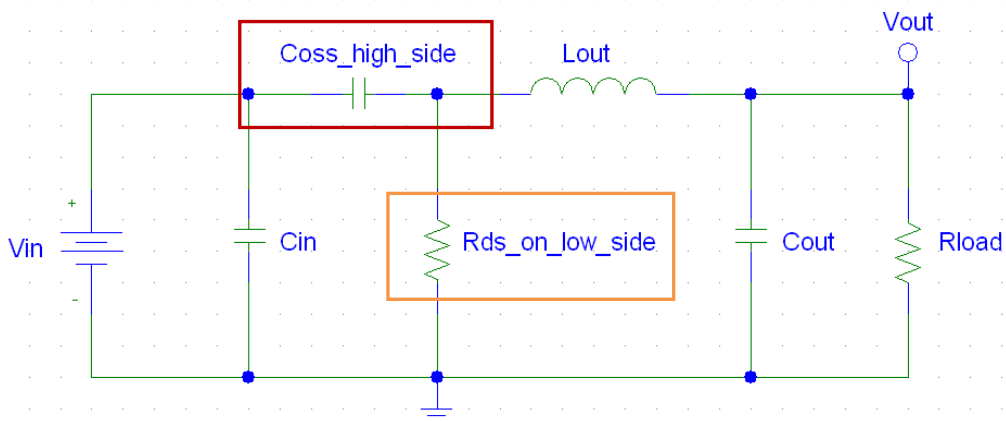 Vout
Coss_high_side
Lout
+
Vin
-
Cin
Rds_on_low_side
Cout
Rload